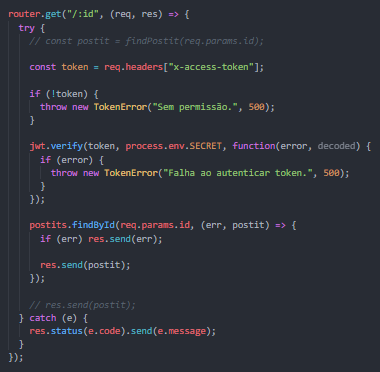 router.get("/:id", (req, res) => {
  try {
    // const postit = findPostit(req.params.id);

    const token = req.headers["x-access-token"];

    if (!token) {
      throw new TokenError("Sem permissão.", 500);
    }

    jwt.verify(token, process.env.SECRET, function(error, decoded) {
      if (error) {
        throw new TokenError("Falha ao autenticar token.", 500);
      }
    });

    postits.findById(req.params.id, (err, postit) => {
      if (err) res.send(err);

      res.send(postit);
    });

    // res.send(postit);
  } catch (e) {
    res.status(e.code).send(e.message);
  }
});